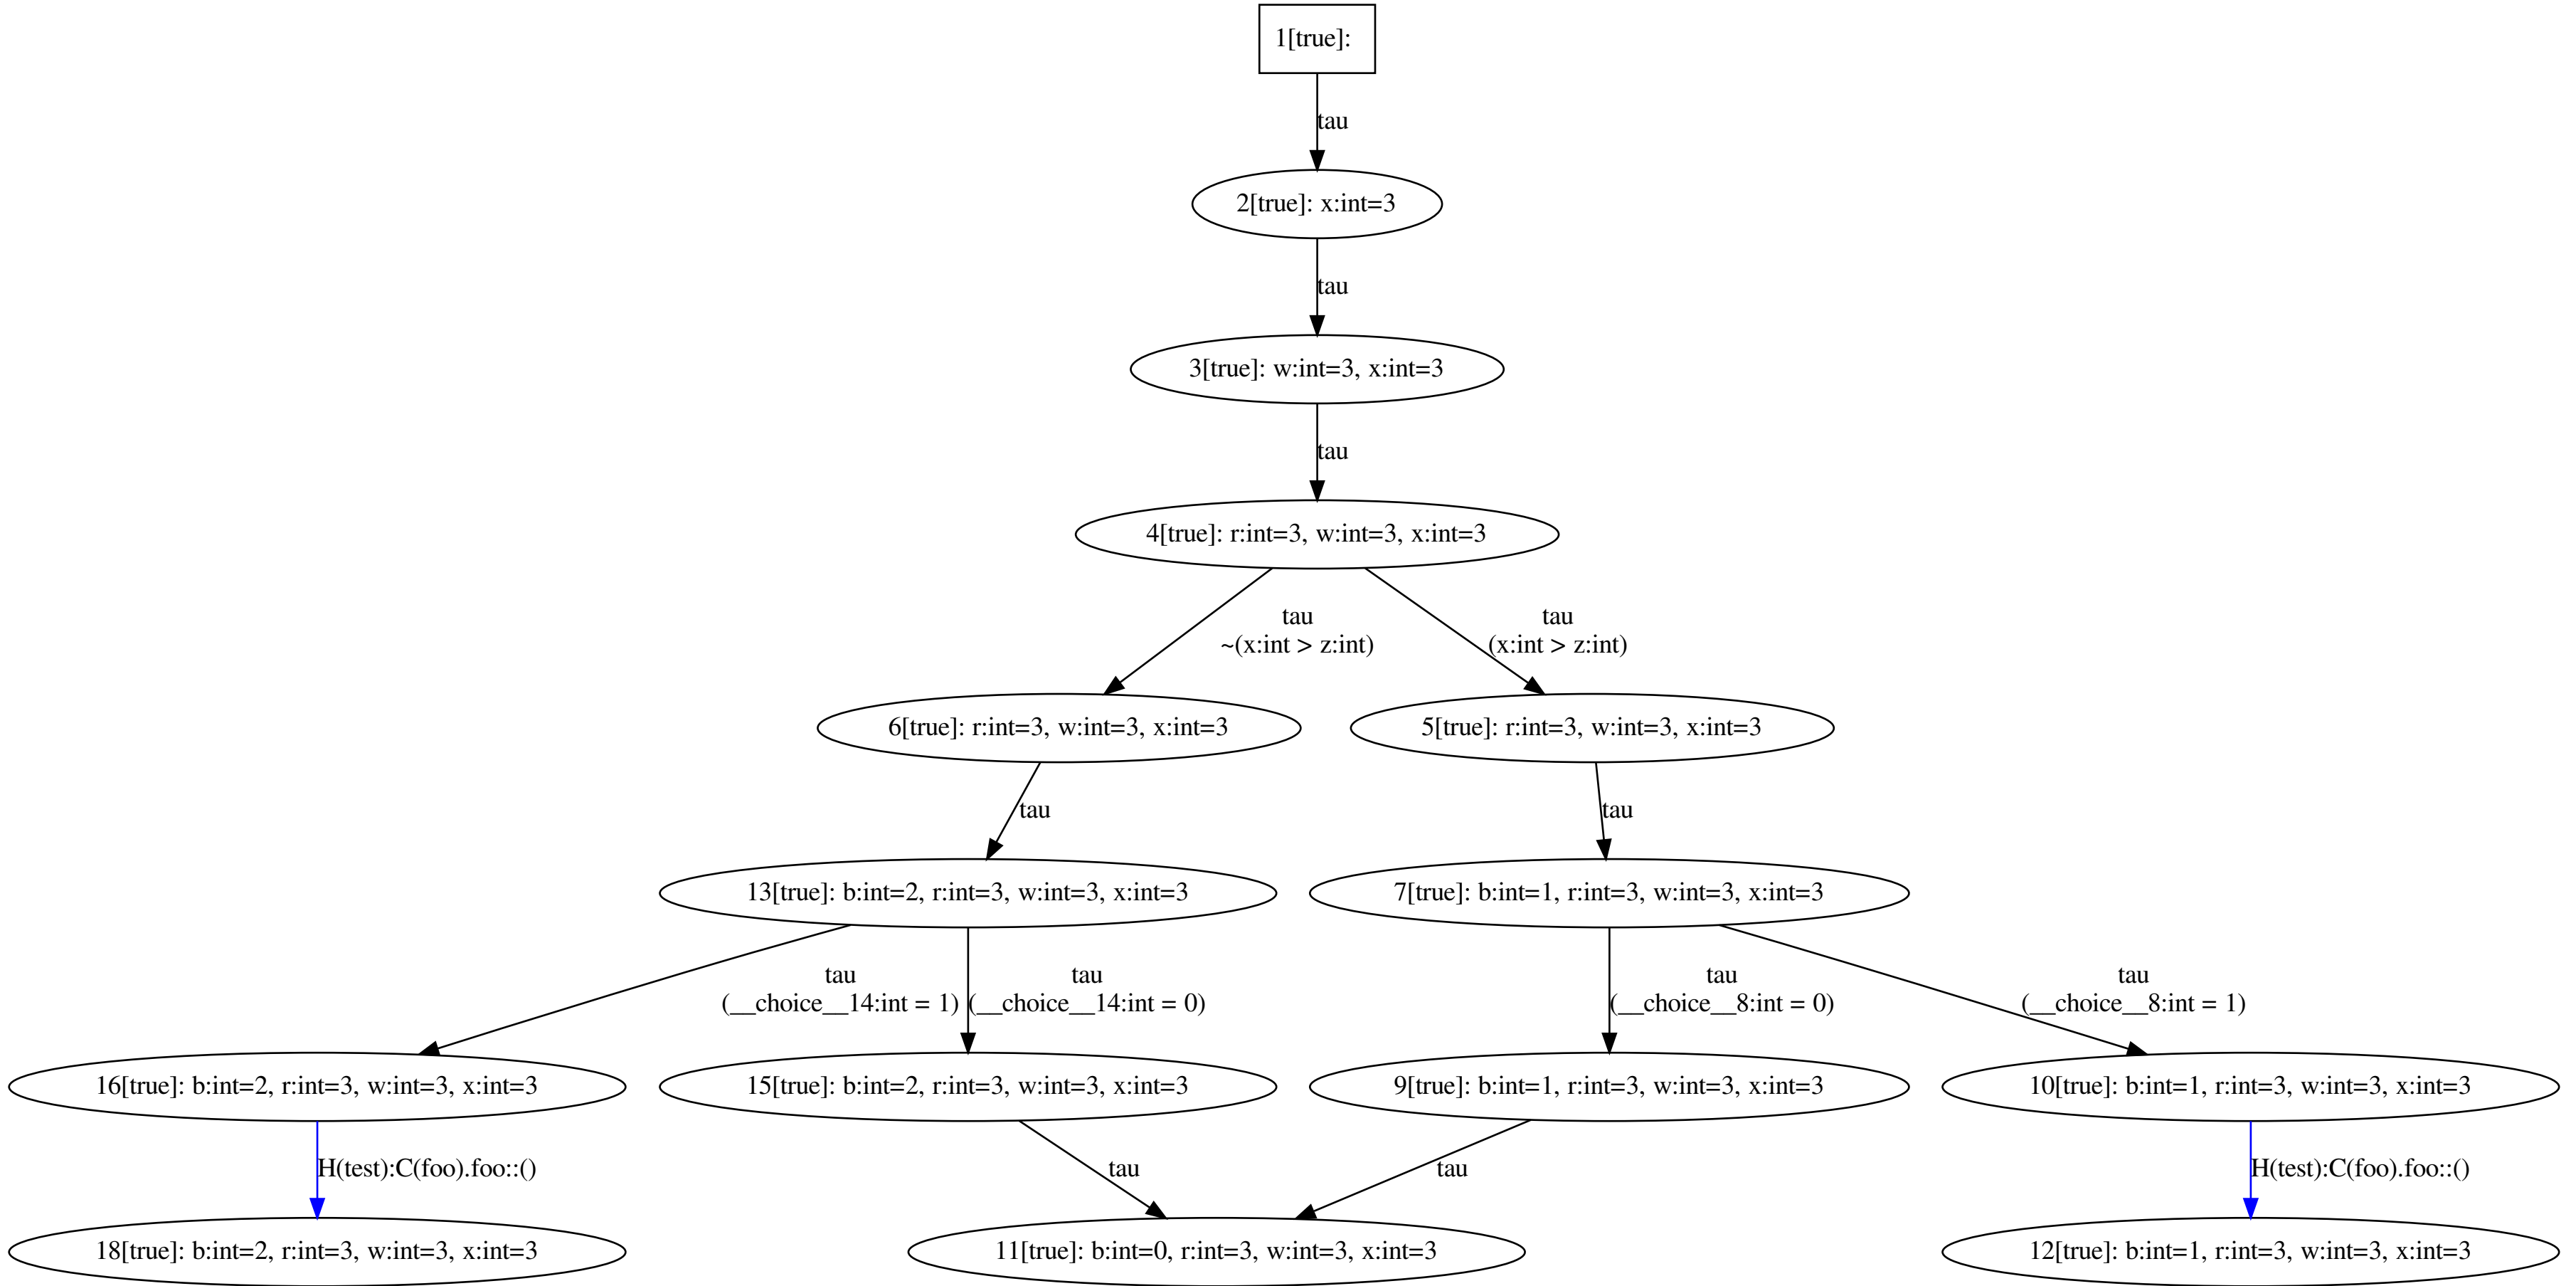 1[true]:
tau
2[true]: x:int=3
tau
3[true]: w:int=3, x:int=3
tau
4[true]: r:int=3, w:int=3, x:int=3
tau
~(x:int > z:int)
tau
(x:int > z:int)
6[true]: r:int=3, w:int=3, x:int=3
5[true]: r:int=3, w:int=3, x:int=3
tau
tau
13[true]: b:int=2, r:int=3, w:int=3, x:int=3
7[true]: b:int=1, r:int=3, w:int=3, x:int=3
tau
(__choice__14:int = 1)
tau
(__choice__14:int = 0)
tau
(__choice__8:int = 0)
tau
(__choice__8:int = 1)
16[true]: b:int=2, r:int=3, w:int=3, x:int=3
15[true]: b:int=2, r:int=3, w:int=3, x:int=3
9[true]: b:int=1, r:int=3, w:int=3, x:int=3
10[true]: b:int=1, r:int=3, w:int=3, x:int=3
H(test):C(foo).foo::()
tau
tau
H(test):C(foo).foo::()
18[true]: b:int=2, r:int=3, w:int=3, x:int=3
11[true]: b:int=0, r:int=3, w:int=3, x:int=3
12[true]: b:int=1, r:int=3, w:int=3, x:int=3